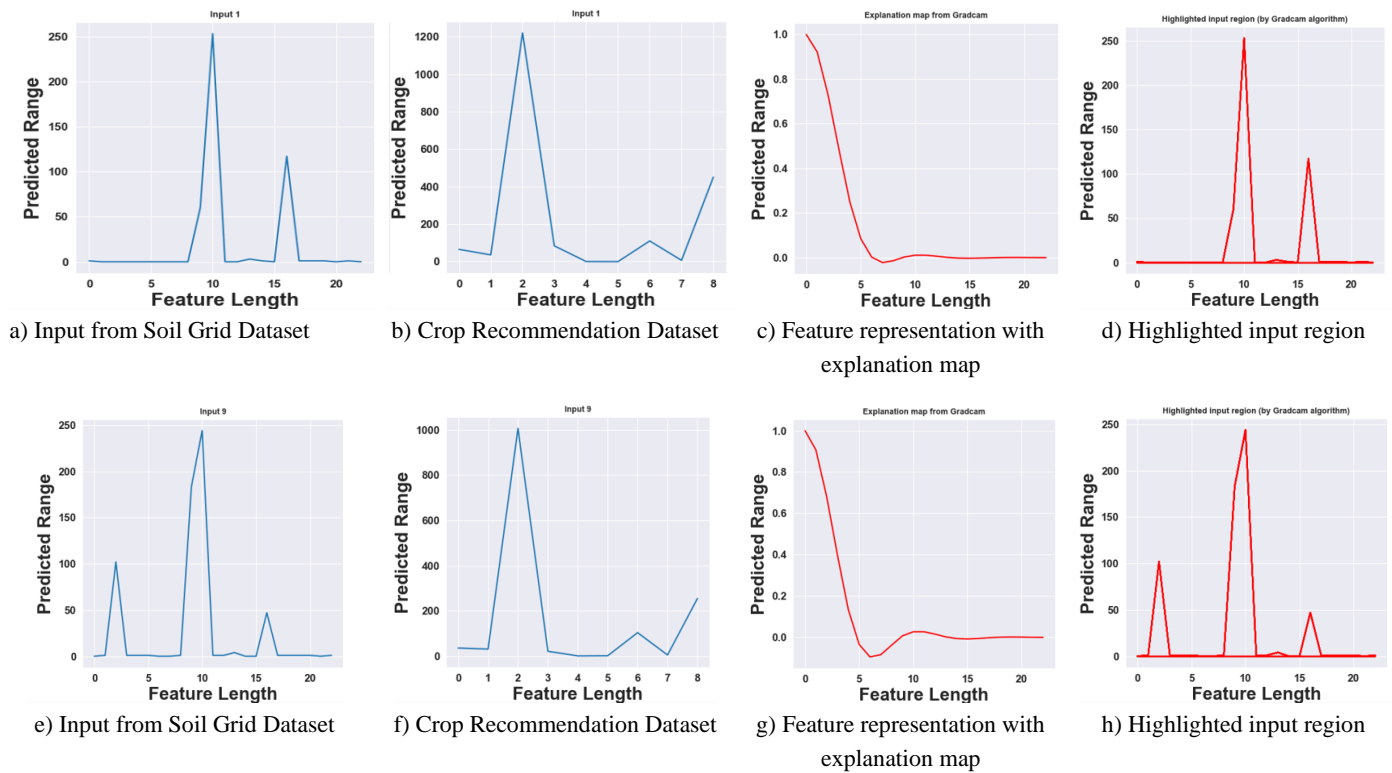 Input 1
Predicted Range
250
200
150
100
50
0
0 5 10 15 20
Feature Length
a) Input from Soil Grid Dataset
Input 1
Predicted Range
1200
1000
800
600
400
200
0
0 1 2 3 4 5 6 7 8
Feature Length
b) Crop Recommendation Dataset
Explanation map from Gradcam
Predicted Range
1.0
0.8
0.6
0.4
0.2
0.0
0 5 10 15 20
Feature Length
c) Feature representation with
explanation map
Highlighted input region (by Gradcam algorithm)
Predicted Range
250
200
150
100
50
0
0 5 10 15 20
Feature Length
d) Highlighted input region
Input 9
Predicted Range
250
200
150
100
50
0
0 5 10 15 20
Feature Length
e) Input from Soil Grid Dataset
Input 9
Predicted Range
1000
800
600
400
200
0
0 1 2 3 4 5 6 7 8
Feature Length
f) Crop Recommendation Dataset
Explanation map from Gradcam
Predicted Range
1.0
0.8
0.6
0.4
0.2
0.0
0 5 10 15 20
Feature Length
g) Feature representation with
explanation map
Highlighted input region (by Gradcam algorithm)
Predicted Range
250
200
150
100
50
0
0 5 10 15 20
Feature Length
h) Highlighted input region